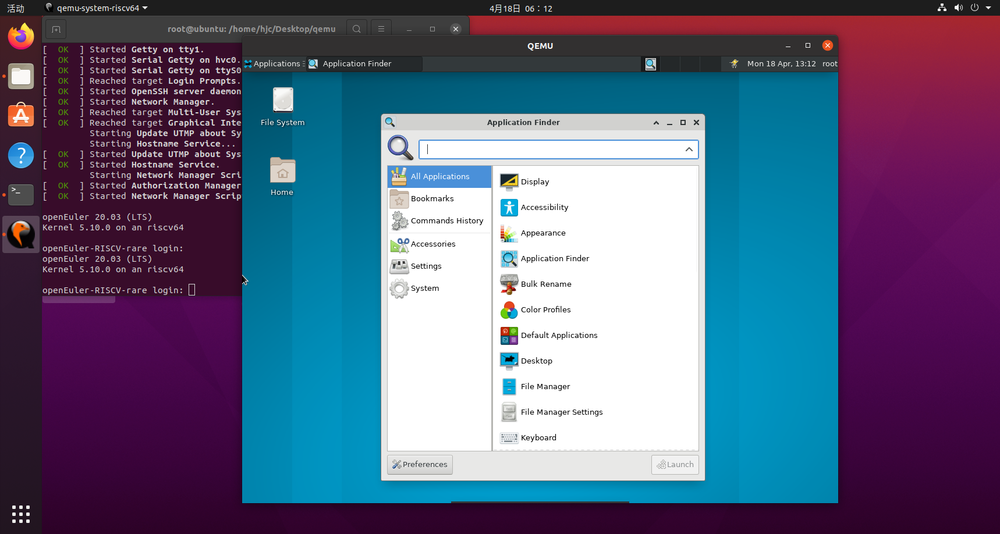 活动
qemu-system-riscv64
4月18日 06：12
root@ubuntu: /home/hjc/Desktop/qemu
[  OK  ] Started Getty on tty1.
[  OK  ] Started Serial Getty on hvc0.
[  OK  ] Started Serial Getty on ttyS0
[  OK  ] Reached target Login Prompts.
[  OK  ] Started OpenSSH server daemon
[  OK  ] Started Network Manager.
[  OK  ] Reached target Multi-User Sys
[  OK  ] Reached target Graphical Inte
Starting Update UTMP about Sy
Starting Hostname Service...
[  OK  ] Started Update UTMP about Sys
[  OK  ] Started Hostname Service.
Starting Network Manager Scri
[  OK  ] Started Authorization Manager
[  OK  ] Started Network Manager Scrip
openEuler 20.03 (LTS)
Kernel 5.10.0 on an riscv64
openEuler-RISCV-rare login:
openEuler 20.03 (LTS)
Kernel 5.10.0 on an riscv64
openEuler-RISCV-rare login:
QEMU
Applications
Application Finder
Mon 18 Apr, 13:12
root
File System
Home
Application Finder
All Applications
Bookmarks
Commands History
Accessories
Settings
System
Display
Accessibility
Appearance
Application Finder
Bulk Rename
Color Profiles
Default Applications
Desktop
File Manager
File Manager Settings
Keyboard
Preferences
Launch